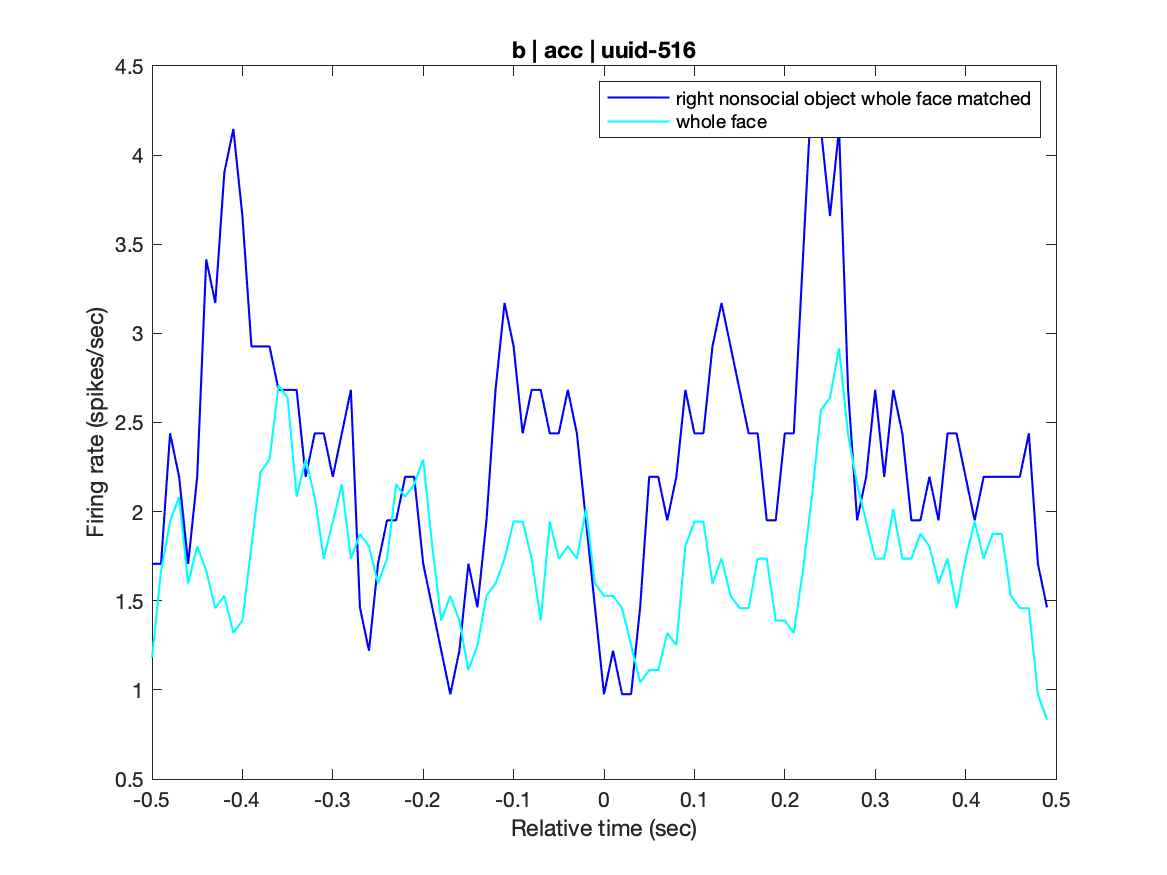 b | acc | uuid-516
right nonsocial object whole face matched
whole face
4.5
4
3.5
3
2.5
2
1.5
1
0.5
Firing rate (spikes/sec)
-0.5 -0.4 -0.3 -0.2 -0.1 0 0.1 0.2 0.3 0.4 0.5
Relative time (sec)